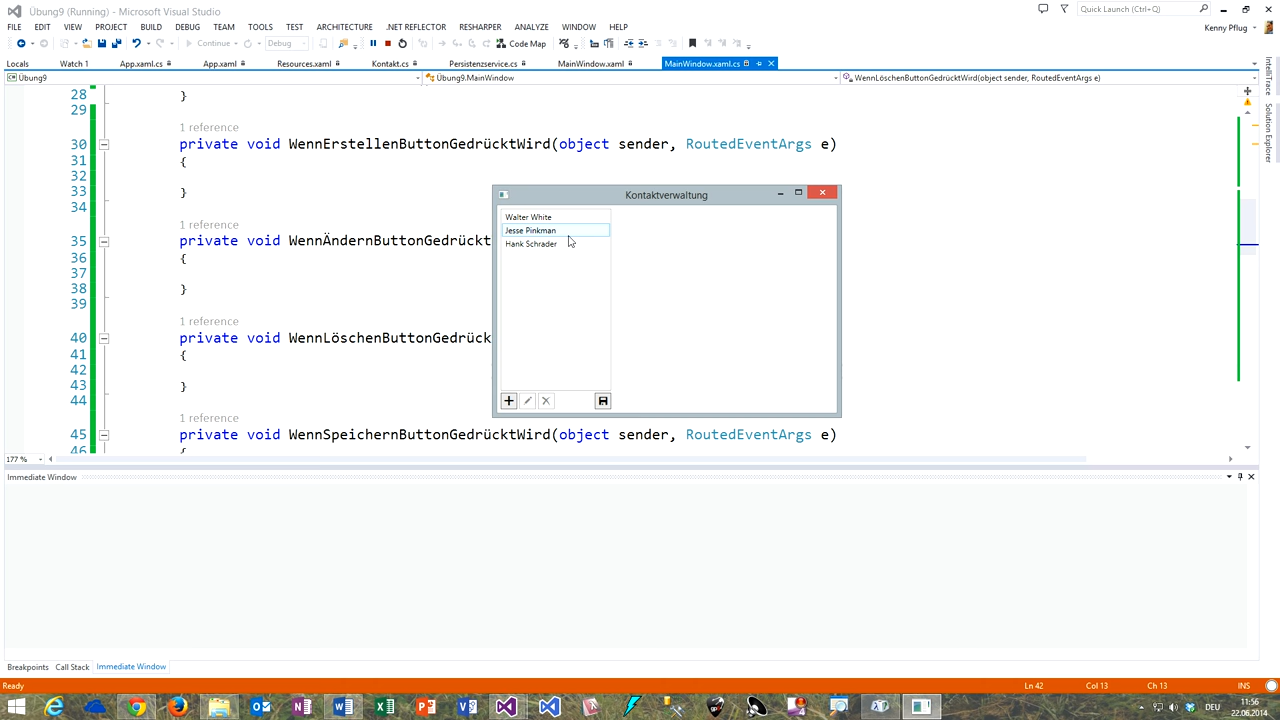 Übung9 (Running) - Microsoft Visual Studio
Quick Launch (Ctrl+Q)
FILE EDIT VIEW PROJECT BUILD DEBUG TEAM TOOLS TEST ARCHITECTURE .NET REFLECTOR RESHARPER ANALYZE WINDOW HELP
Kenny Pflug
Continue Debug Code Map
Locals Watch 1 App.xaml.cs App.xaml Resources.xaml Kontakt.cs Persistenzservice.cs MainWindow.xaml MainWindow.xaml.cs
Übung9 Übung9.MainWindow WennLöschenButtonGedrücktWird(object sender, RoutedEventArgs e)
IntelliTrace
Solution Explorer
28 }
29
1 reference
30 private void WennErstellenButtonGedrücktWird(object sender, RoutedEventArgs e)
31 {
32
33 }
34
1 reference
35 private void WennÄndernButtonGedrückt
36 {
37
38 }
39
1 reference
40 private void WennLöschenButtonGedrück
41 {
42
43 }
44
1 reference
45 private void WennSpeichernButtonGedrücktWird(object sender, RoutedEventArgs e)
46 {
Kontaktverwaltung
Walter White
Jesse Pinkman
Hank Schrader
177 %
Immediate Window
Breakpoints Call Stack Immediate Window
Ready Ln 42 Col 13 Ch 13 INS
DEU
11:56
22.06.2014